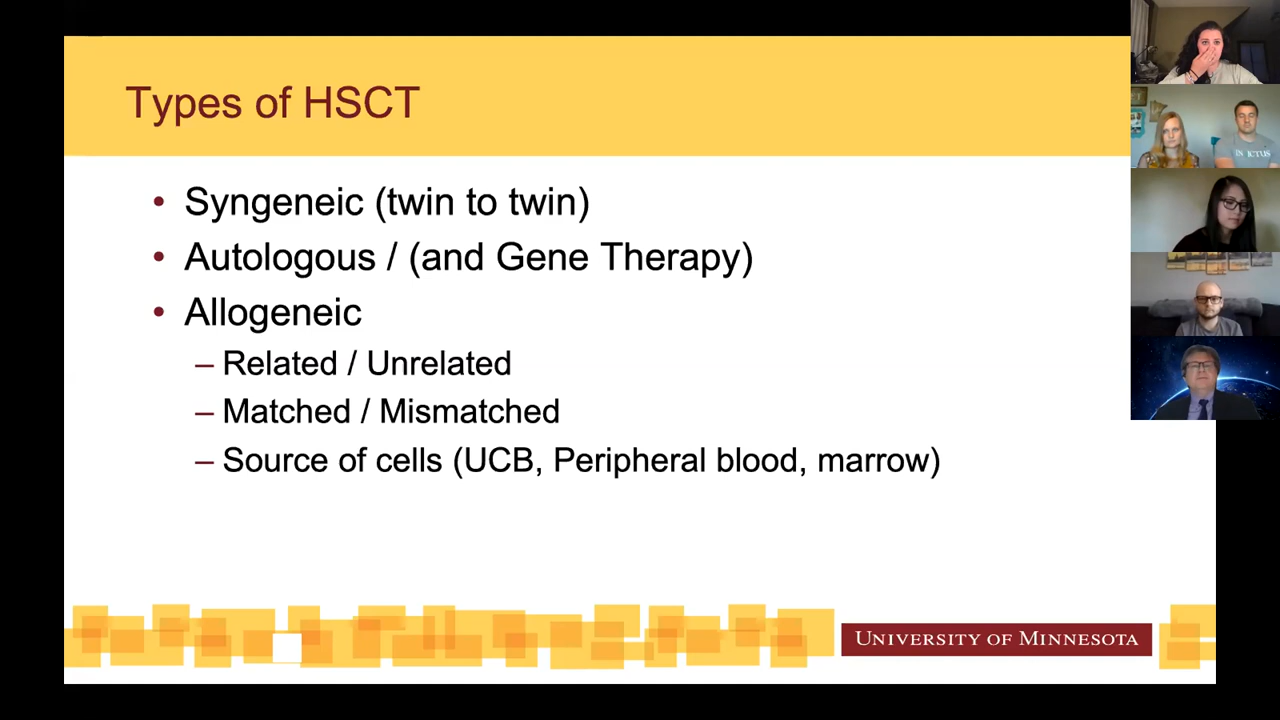 Types of HSCT
• Syngeneic (twin to twin)
• Autologous / (and Gene Therapy)
• Allogeneic
– Related / Unrelated
– Matched / Mismatched
– Source of cells (UCB, Peripheral blood, marrow)
UNIVERSITY OF MINNESOTA